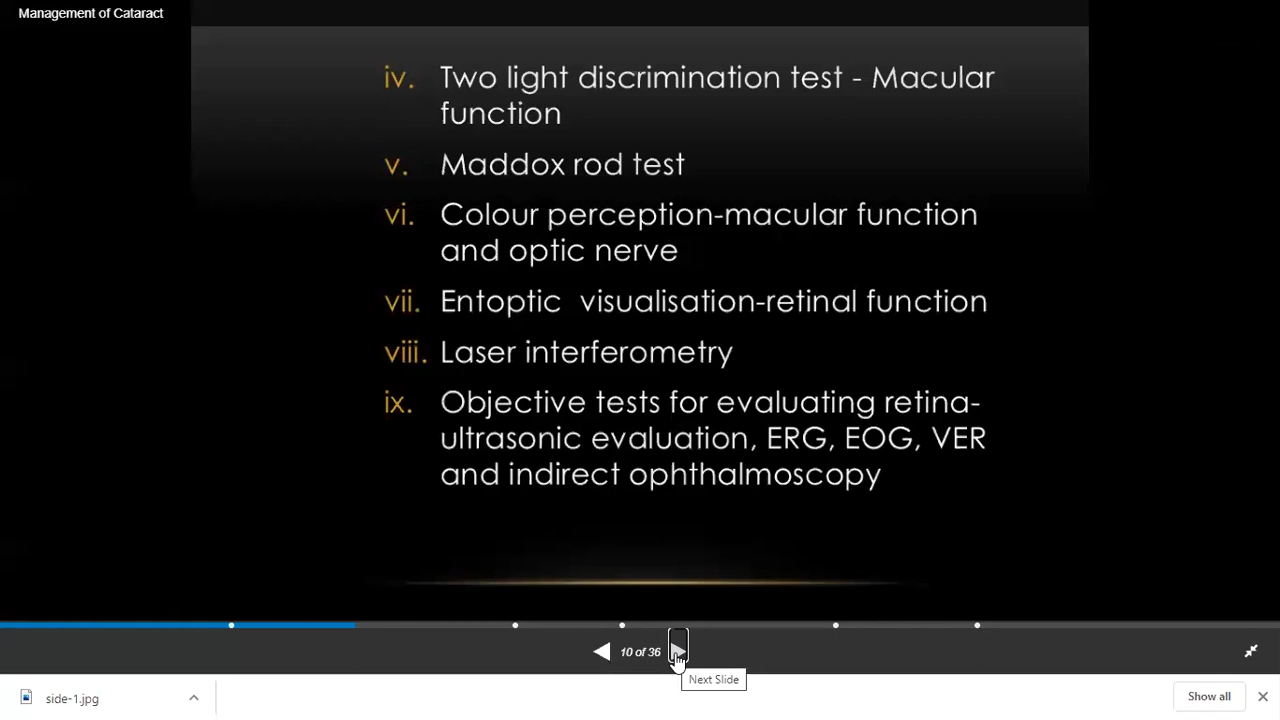 Management of Cataract
iv. Two light discrimination test - Macular
function
v. Maddox rod test
vi. Colour perception-macular function
and optic nerve
vii. Entoptic visualisation-retinal function
viii. Laser interferometry
ix. Objective tests for evaluating retina-
ultrasonic evaluation, ERG, EOG, VER
and indirect ophthalmoscopy
10 of 36
Next Slide
side-1.jpg
Show all